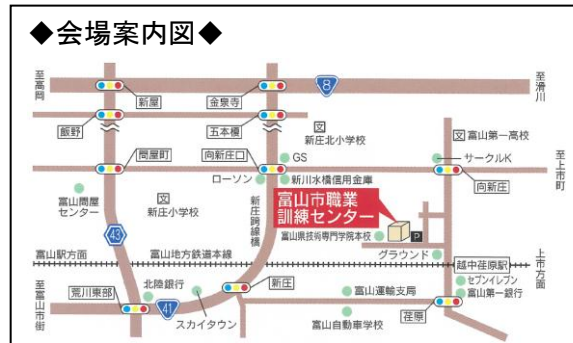 ◆会場案内図◆
至高岡
新屋
金泉寺
8
至滑川
飯野
五本榎
文
新庄北小学校
文 富山第一高校
問屋町
向新庄口
GS
サークルK
至上市町
ローソン
新川水橋信用金庫
向新庄
富山問屋
センター
文
新庄小学校
新庄跨線橋
富山市職業
訓練センター
富山県技術専門学院本校
P
43
グラウンド
富山駅方面
富山地方鉄道本線
越中荏原駅
上市方面
至富山市街
荒川東部
北陸銀行
41
スカイタウン
新庄
富山運輸支局
富山自動車学校
セブンイレブン
富山第一銀行
荏原